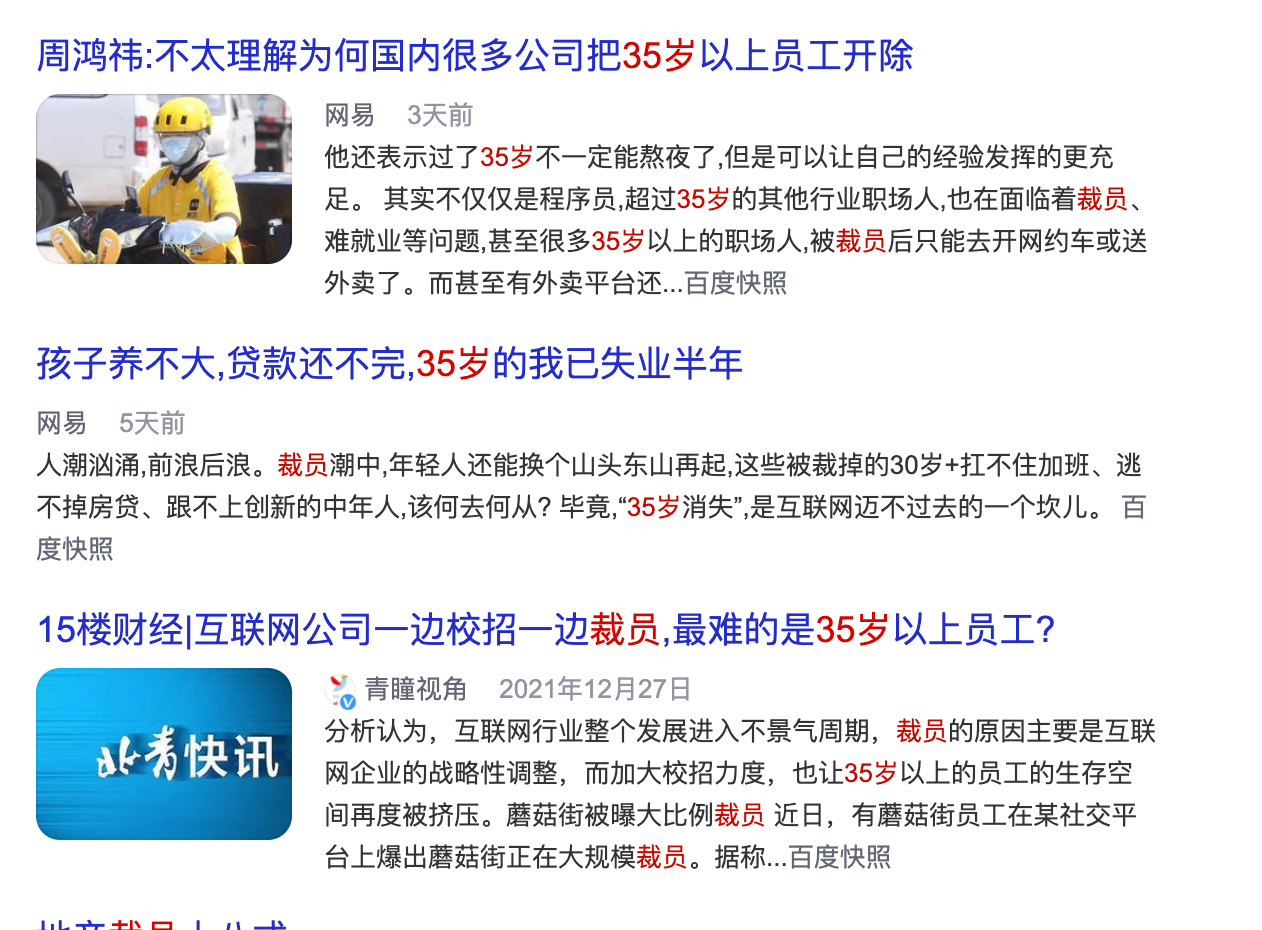 周鸿祎:不太理解为何国内很多公司把35岁以上员工开除
网易 3天前
他还表示过了35岁不一定能熬夜了,但是可以让自己的经验发挥的更充
足。 其实不仅仅是程序员,超过35岁的其他行业职场人,也在面临着裁员、
难就业等问题,甚至很多35岁以上的职场人,被裁员后只能去开网约车或送
外卖了。而甚至有外卖平台还...百度快照
孩子养不大,贷款还不完,35岁的我已失业半年
网易 5天前
人潮汹涌,前浪后浪。裁员潮中,年轻人还能换个山头东山再起,这些被裁掉的30岁+扛不住加班、逃
不掉房贷、跟不上创新的中年人,该何去何从? 毕竟,“35岁消失”,是互联网迈不过去的一个坎儿。 百
度快照
15楼财经|互联网公司一边校招一边裁员,最难的是35岁以上员工?
北青快讯
青瞳视角 2021年12月27日
分析认为，互联网行业整个发展进入不景气周期，裁员的原因主要是互联
网企业的战略性调整，而加大校招力度，也让35岁以上的员工的生存空
间再度被挤压。蘑菇街被曝大比例裁员 近日，有蘑菇街员工在某社交平
台上爆出蘑菇街正在大规模裁员。据称...百度快照